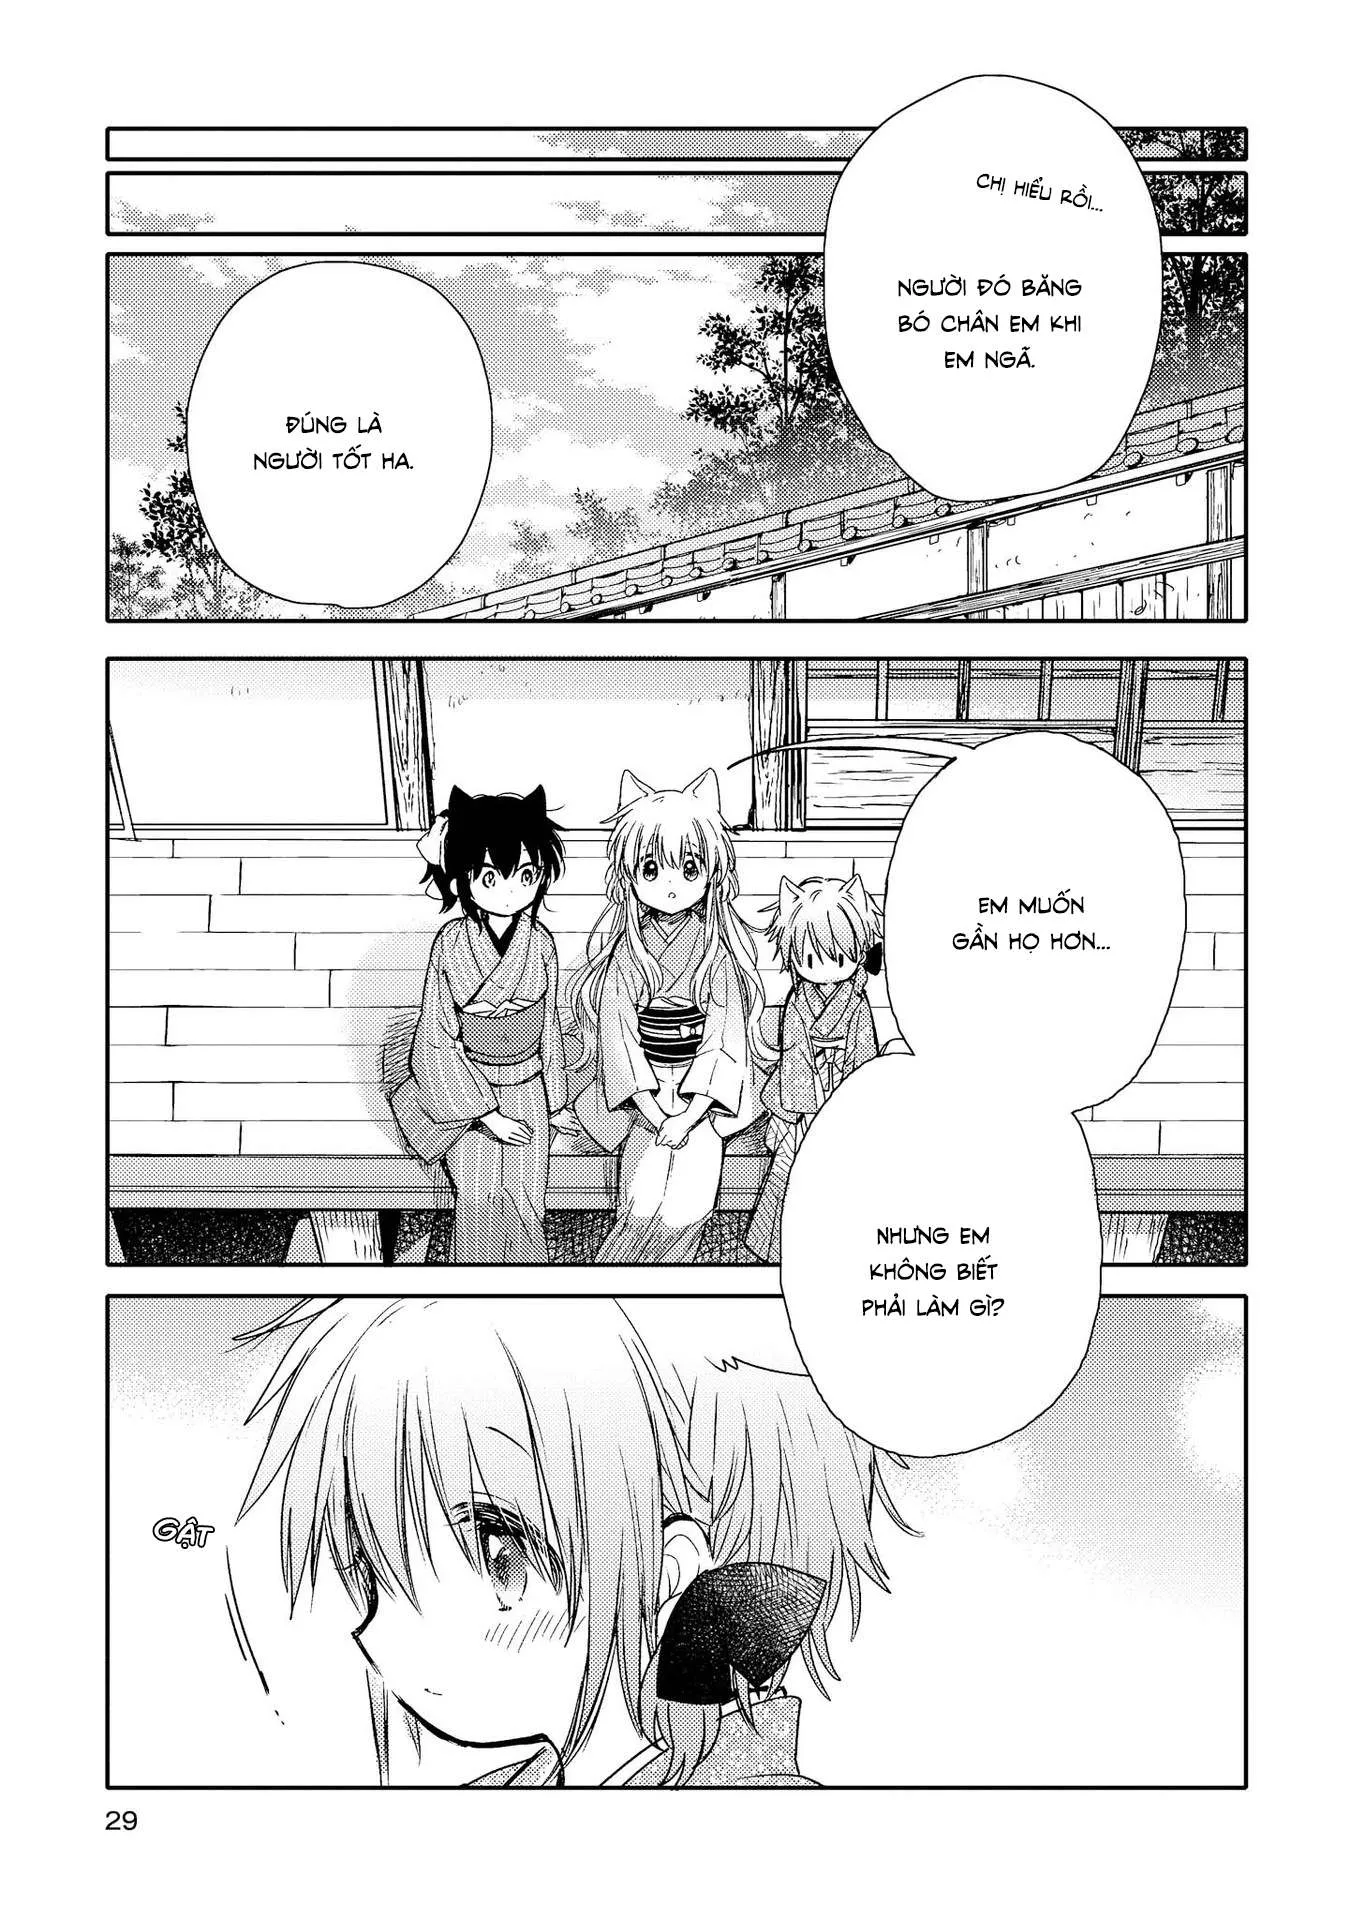 CHỊ HIỂU RỒI...
NGƯỜI ĐÓ BĂNG
BÓ CHÂN EM KHI
EM NGÃ.
ĐÚNG LÀ
NGƯỜI TỐT HA.
EM MUỐN
GẦN HỌ HƠN...
NHƯNG EM
KHÔNG BIẾT
PHẢI LÀM GÌ?
GẬT
29